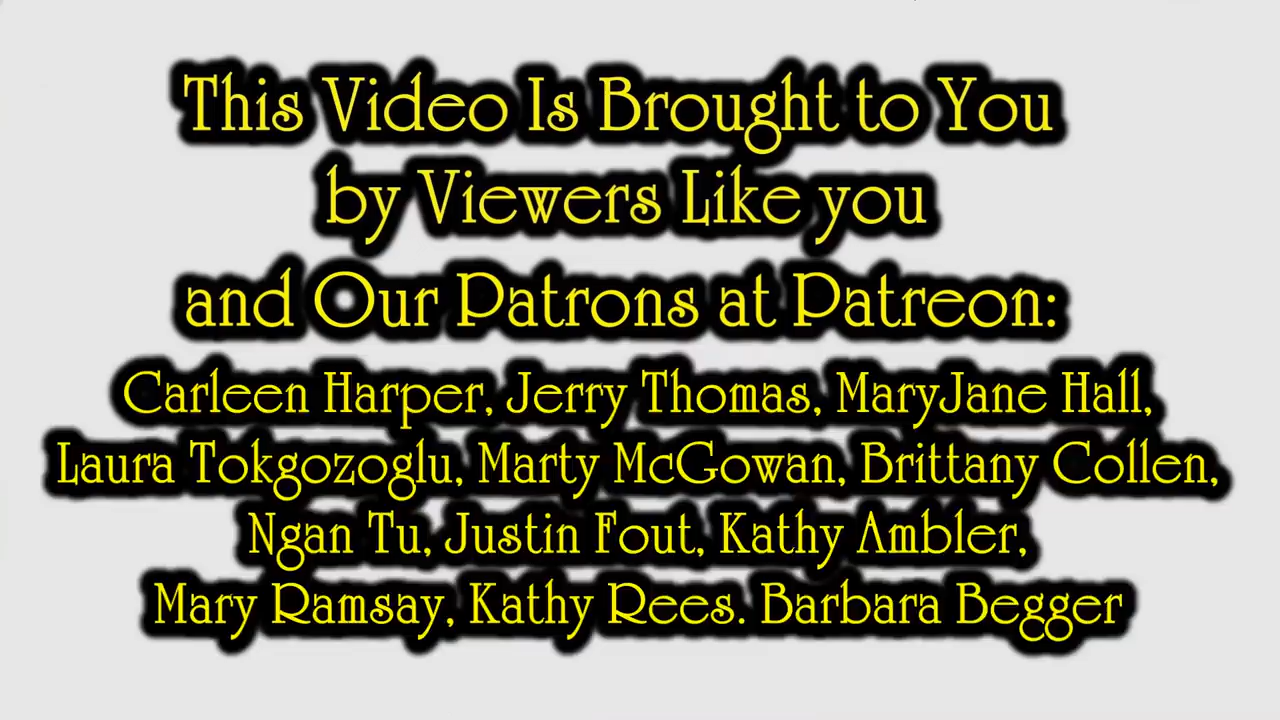 This Video Is Brought to You
by Viewers Like you
and Our Patrons at Patreon:
Carleen Harper, Jerry Thomas, MaryJane Hall,
Laura Tokgozoglu, Marty McGowan, Brittany Collen,
Ngan Tu, Justin Fout, Kathy Ambler,
Mary Ramsay, Kathy Rees. Barbara Begger